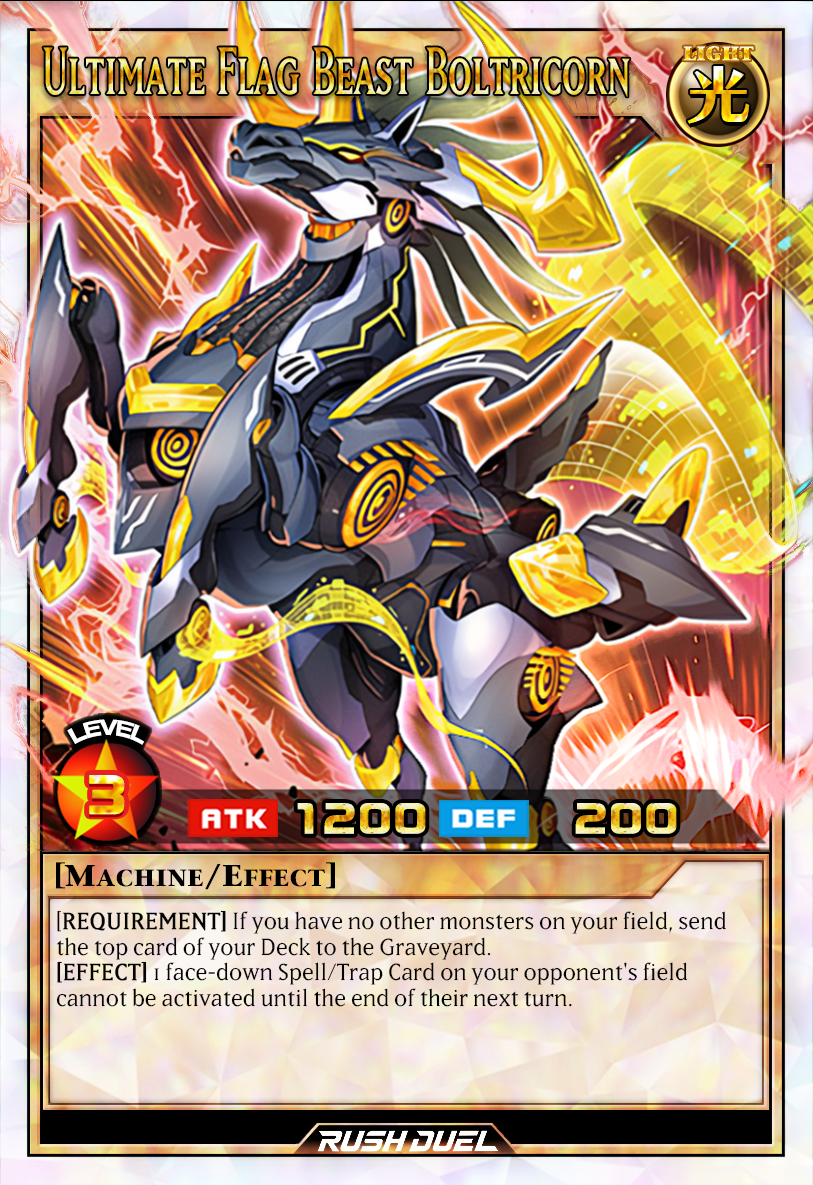 ULTIMATE FLAG BEAST BOLTRICORN
LIGHT
光
LEVEL
3
ATK 1200 DEF 200
[MACHINE/EFFECT]
[REQUIREMENT] If you have no other monsters on your field, send
the top card of your Deck to the Graveyard.
[EFFECT] 1 face-down Spell/Trap Card on your opponent's field
cannot be activated until the end of their next turn.
RUSH DUEL